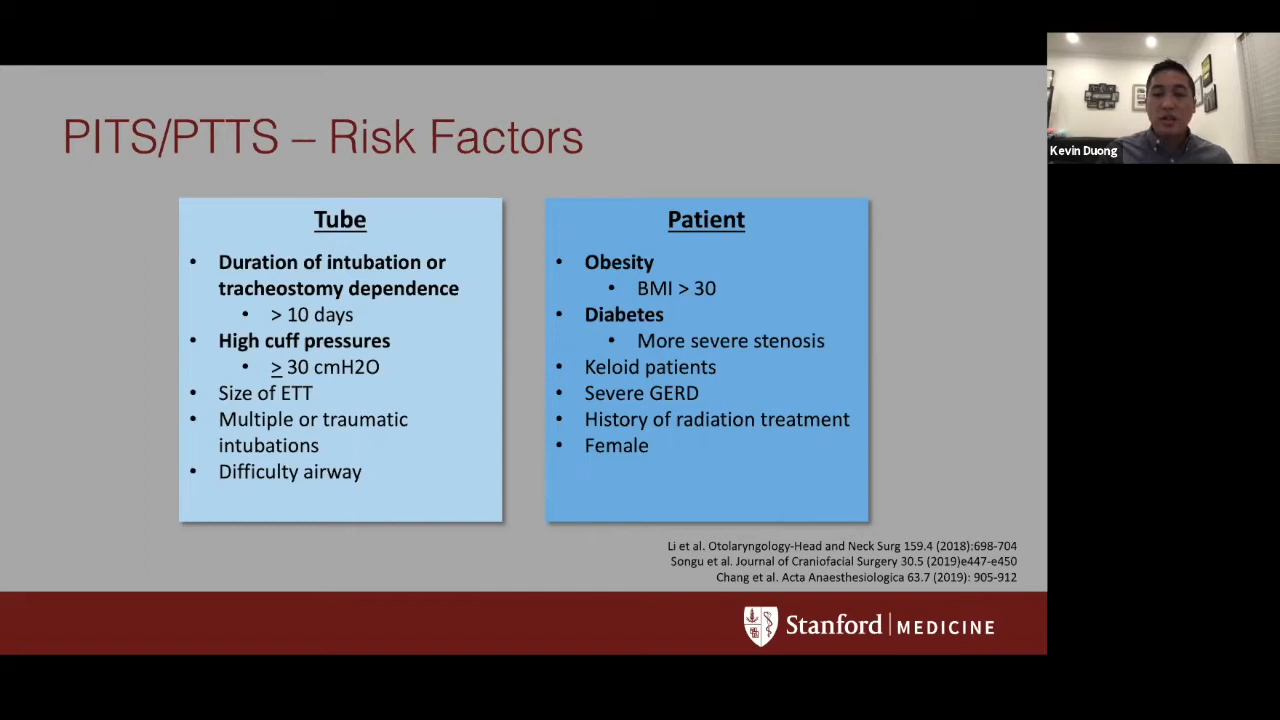 PITS/PTTS – Risk Factors
Tube
• Duration of intubation or
tracheostomy dependence
• > 10 days
• High cuff pressures
• > 30 cmH2O
• Size of ETT
• Multiple or traumatic
intubations
• Difficulty airway
Patient
• Obesity
• BMI > 30
• Diabetes
• More severe stenosis
• Keloid patients
• Severe GERD
• History of radiation treatment
• Female
Li et al. Otolaryngology-Head and Neck Surg 159.4 (2018):698-704
Songu et al. Journal of Craniofacial Surgery 30.5 (2019)e447-e450
Chang et al. Acta Anaesthesiologica 63.7 (2019): 905-912
Stanford MEDICINE
Kevin Duong